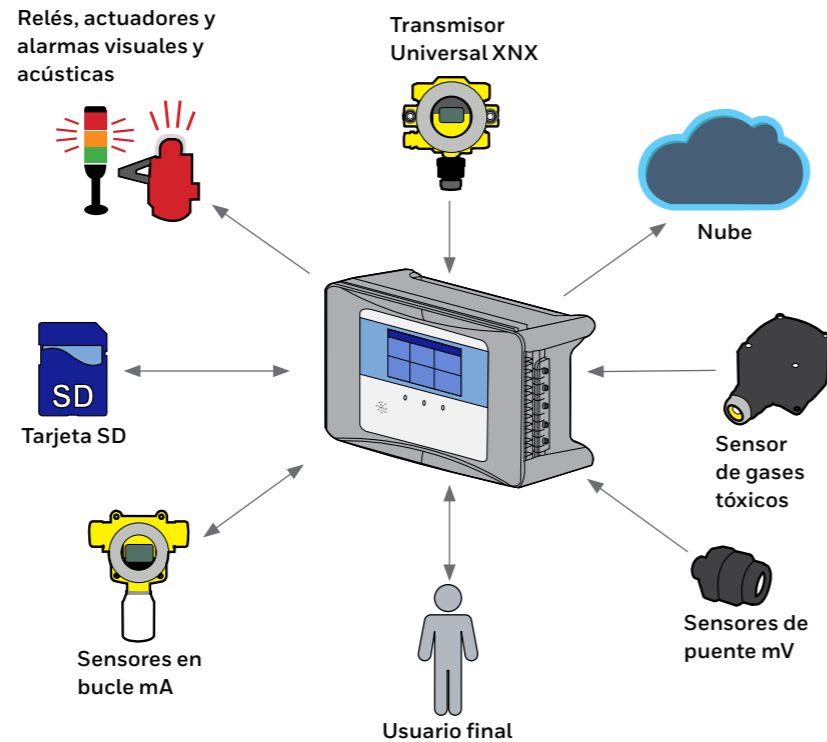 Relés, actuadores y
alarmas visuales y
acústicas
Transmisor
Universal XNX
Nube
SD
Tarjeta SD
Sensor
de gases
tóxicos
Sensores en
bucle mA
Sensores de
puente mV
Usuario final